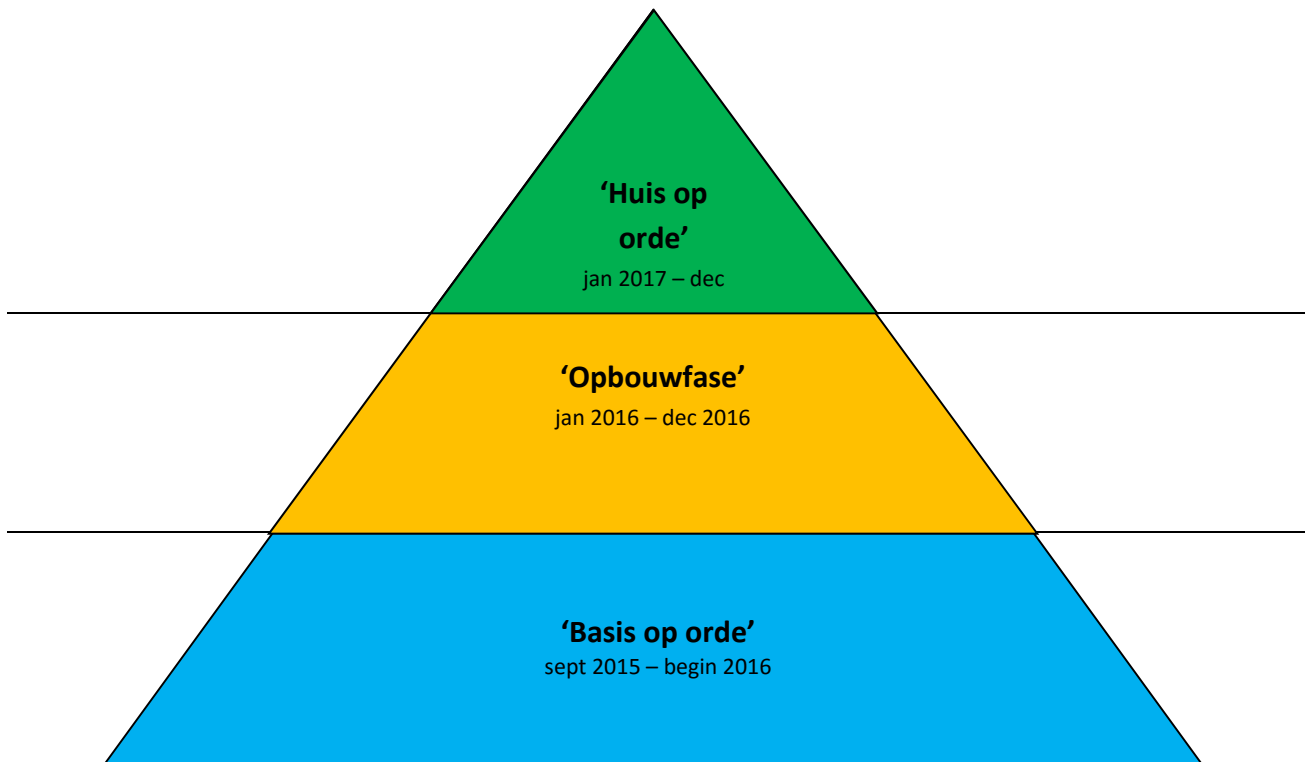 ‘Huis op
orde’
jan 2017 – dec
‘Opbouwfase’
jan 2016 – dec 2016
‘Basis op orde’
sept 2015 – begin 2016